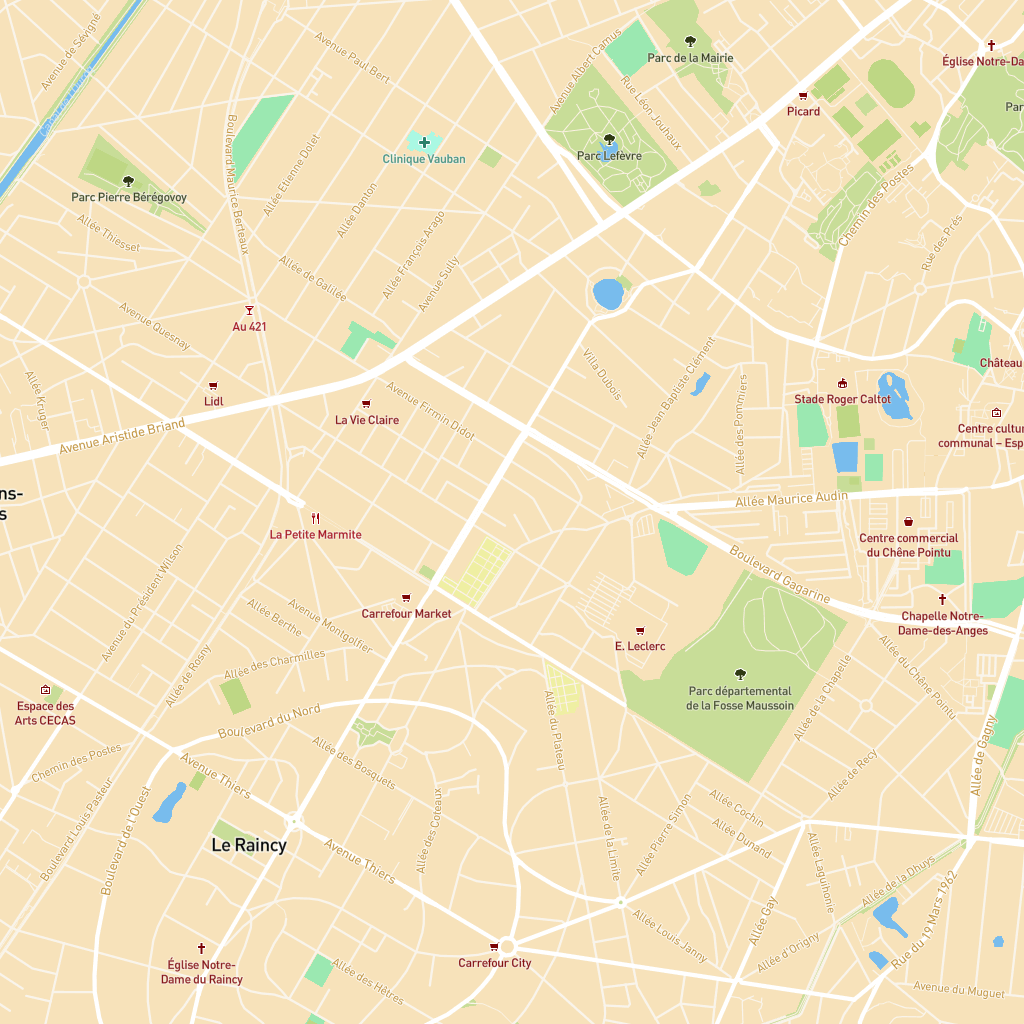 Avenue de Sévigné
Avenue Paul Bert
Avenue Albert Camus
Parc de la Mairie
Église Notre-Da
Rue Léon Jouhaux
Picard
Par
Boulevard Maurice Berteaux
Clinique Vauban
Parc Lefèvre
Allée Etienne Dolet
Parc Pierre Bérégovoy
Allée Danton
Chemin des Postes
Allée Thiesset
Allée François Arago
Rue des Prés
Allée de Galilée
Avenue Sully
Avenue Quesnay
Au 421
Villa Dubois
Allée Jean Baptiste Clément
Château
Allée Kruger
Lidl
Allée des Pommiers
Stade Roger Caltot
La Vie Claire
Avenue Firmin Didot
Avenue Aristide Briand
Centre cultur
communal – Esp
ns-
s
Allée Maurice Audin
La Petite Marmite
Centre commercial
du Chêne Pointu
Boulevard Gagarine
Avenue du Président Wilson
Carrefour Market
Allée Berthe
Avenue Montgolfier
Chapelle Notre-
Dame-des-Anges
E. Leclerc
Allée de Rosny
Allée des Charmilles
Allée du Chêne Pointu
Parc départemental
de la Fosse Maussoin
Allée de la Chapelle
Espace des
Arts CECAS
Boulevard du Nord
Allée du Plateau
Allée de Gagny
Chemin des Postes
Allée des Bosquets
Avenue Thiers
Allée de Recy
Boulevard Louis Pasteur
Boulevard de l'Ouest
Allée des Coteaux
Allée de la Limite
Allée Pierre Simon
Allée Cochin
Allée Dunand
Le Raincy
Avenue Thiers
Allée Laguilhonie
Allée de la Dhuys
Allée Gay
Allée Louis Janny
Rue du 19 Mars 1962
Allée d'Origny
Église Notre-
Dame du Raincy
Carrefour City
Allée des Hêtres
Avenue du Muguet